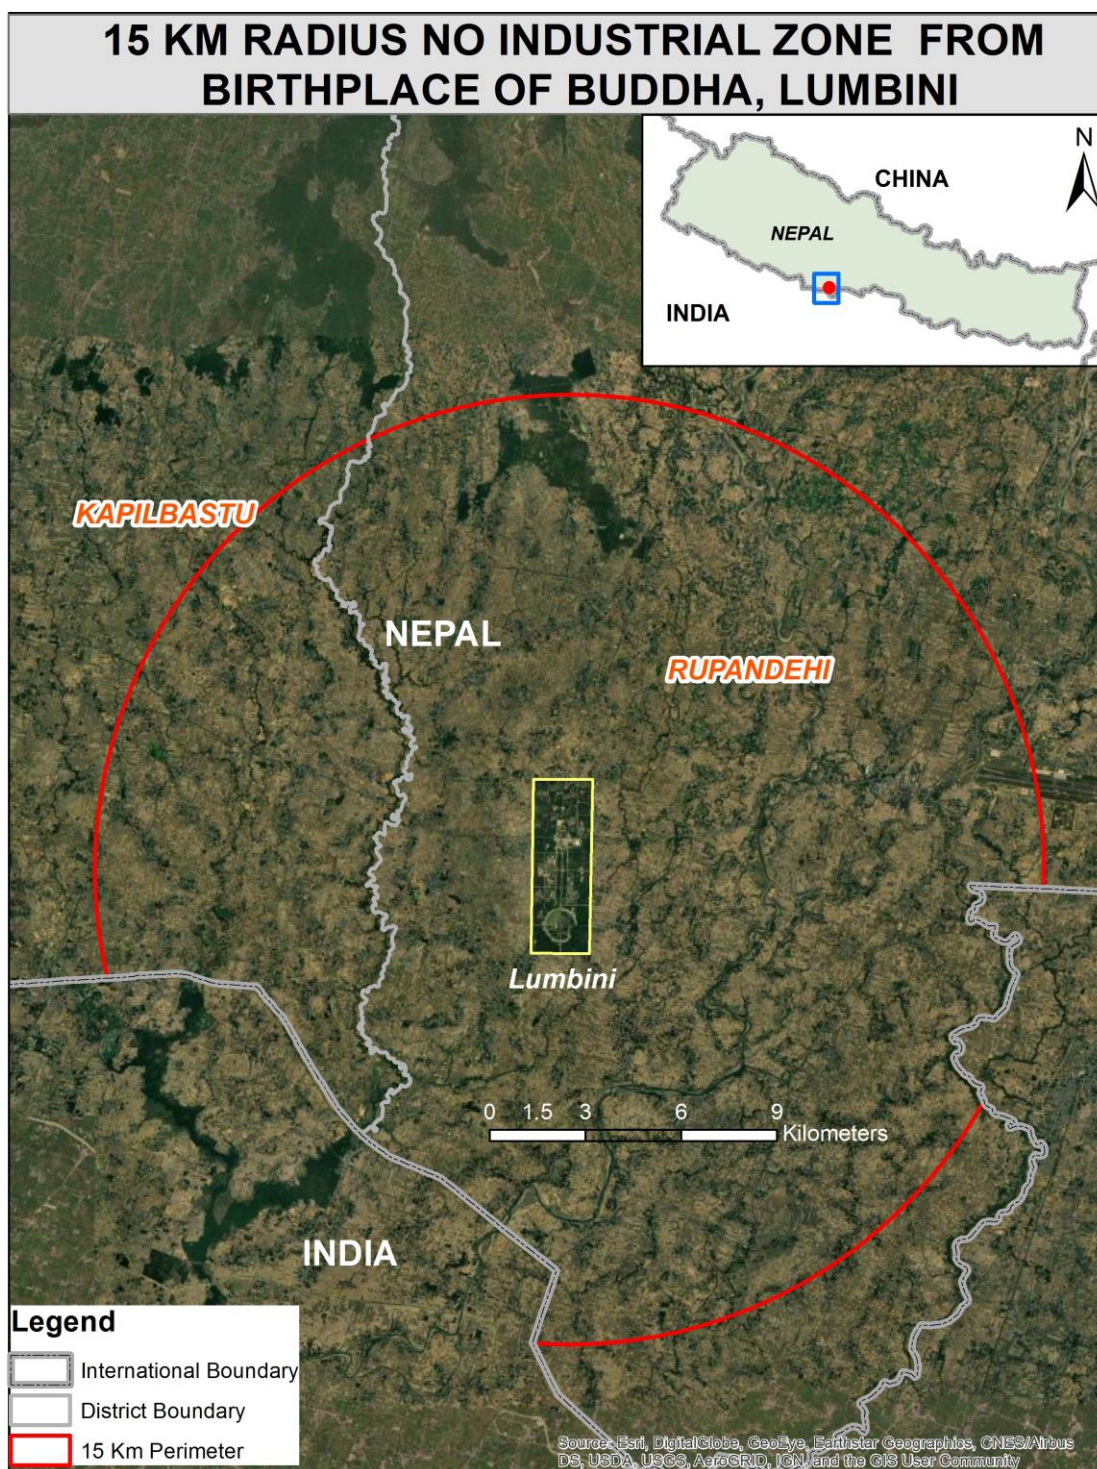 15 KM RADIUS NO INDUSTRIAL ZONE FROM
BIRTHPLACE OF BUDDHA, LUMBINI
N
CHINA
NEPAL
INDIA
KAPILBASTU
NEPAL
RUPANDEHI
Lumbini
0 1.5 3 6 9
Kilometers
INDIA
Legend
International Boundary
District Boundary
15 Km Perimeter
Source: Esri, DigitalGlobe, GeoEye, Earthstar Geographics, CNES/Airbus
DS, USDA, USGS, AeroGRID, IGN, and the GIS User Community